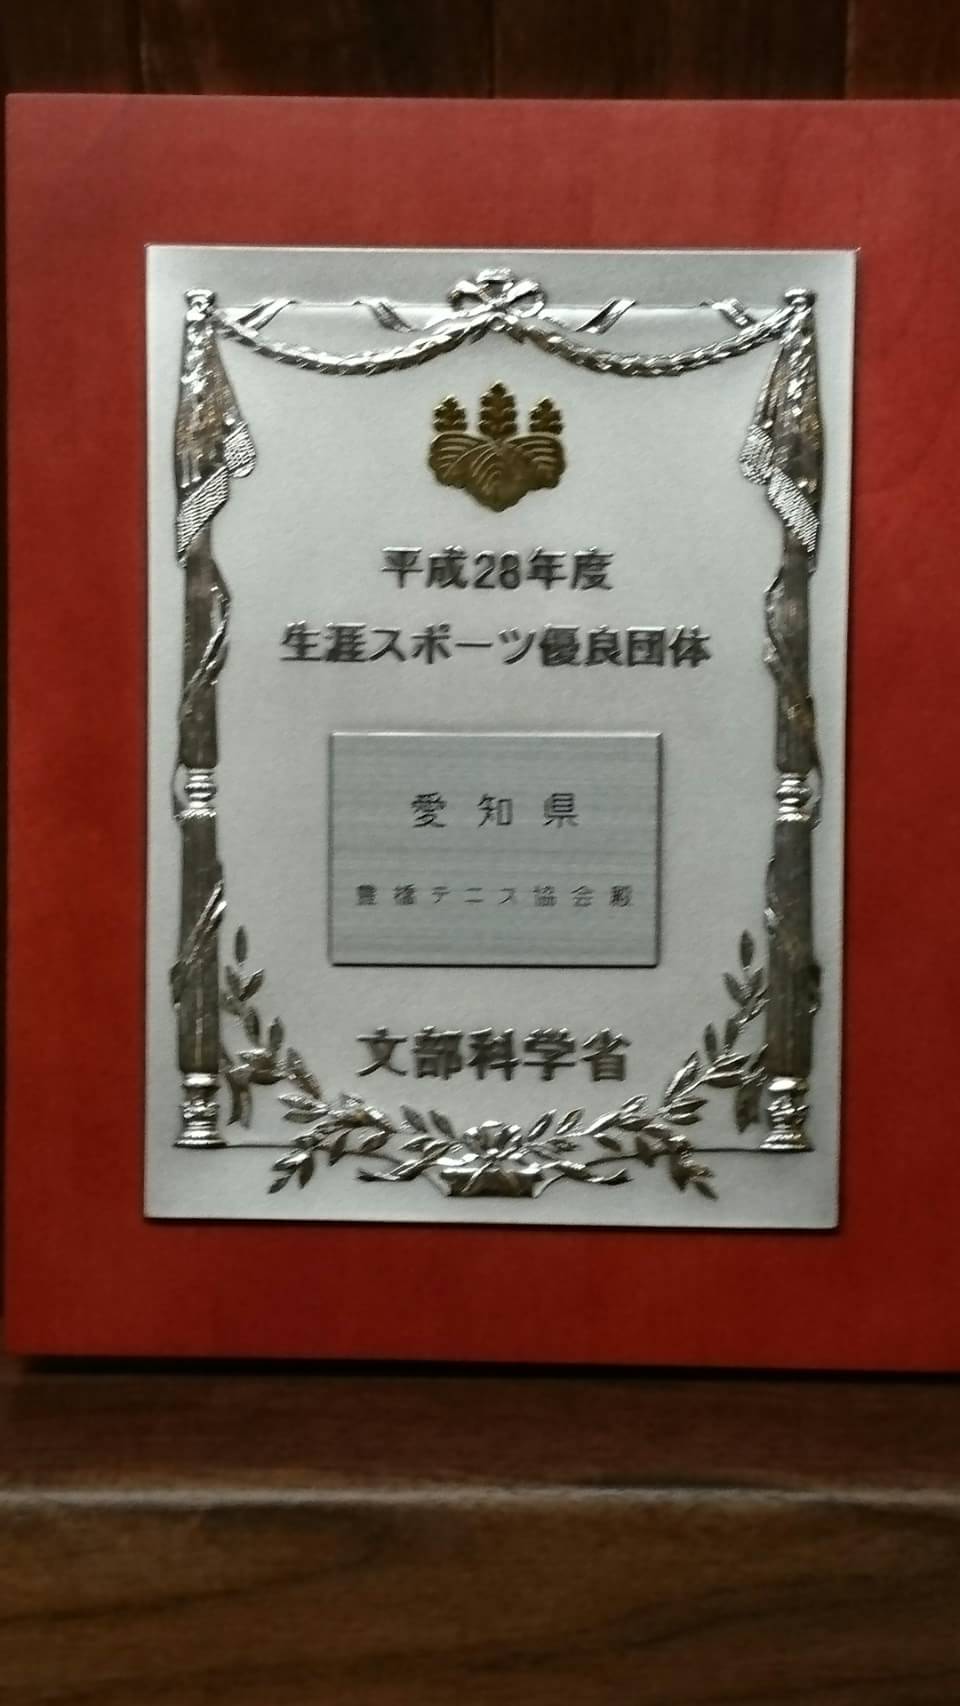 平成28年度
生涯スポーツ優良団体
愛知県
豊橋テニス協会殿
文部科学省